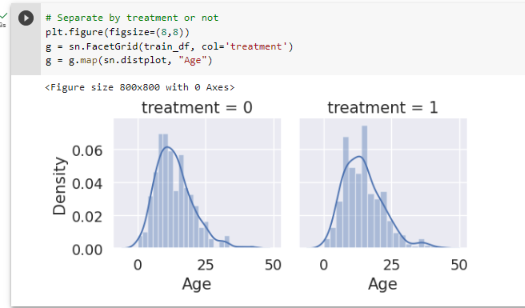 # Separate by treatment or not
plt.figure(figsize=(8,8))
g = sn.FacetGrid(train_df, col='treatment')
g = g.map(sn.distplot, "Age")
<Figure size 800x800 with 0 Axes>
treatment = 0
treatment = 1
Density
0.06
0.04
0.02
0.00
0 25 50
0 25 50
Age
Age